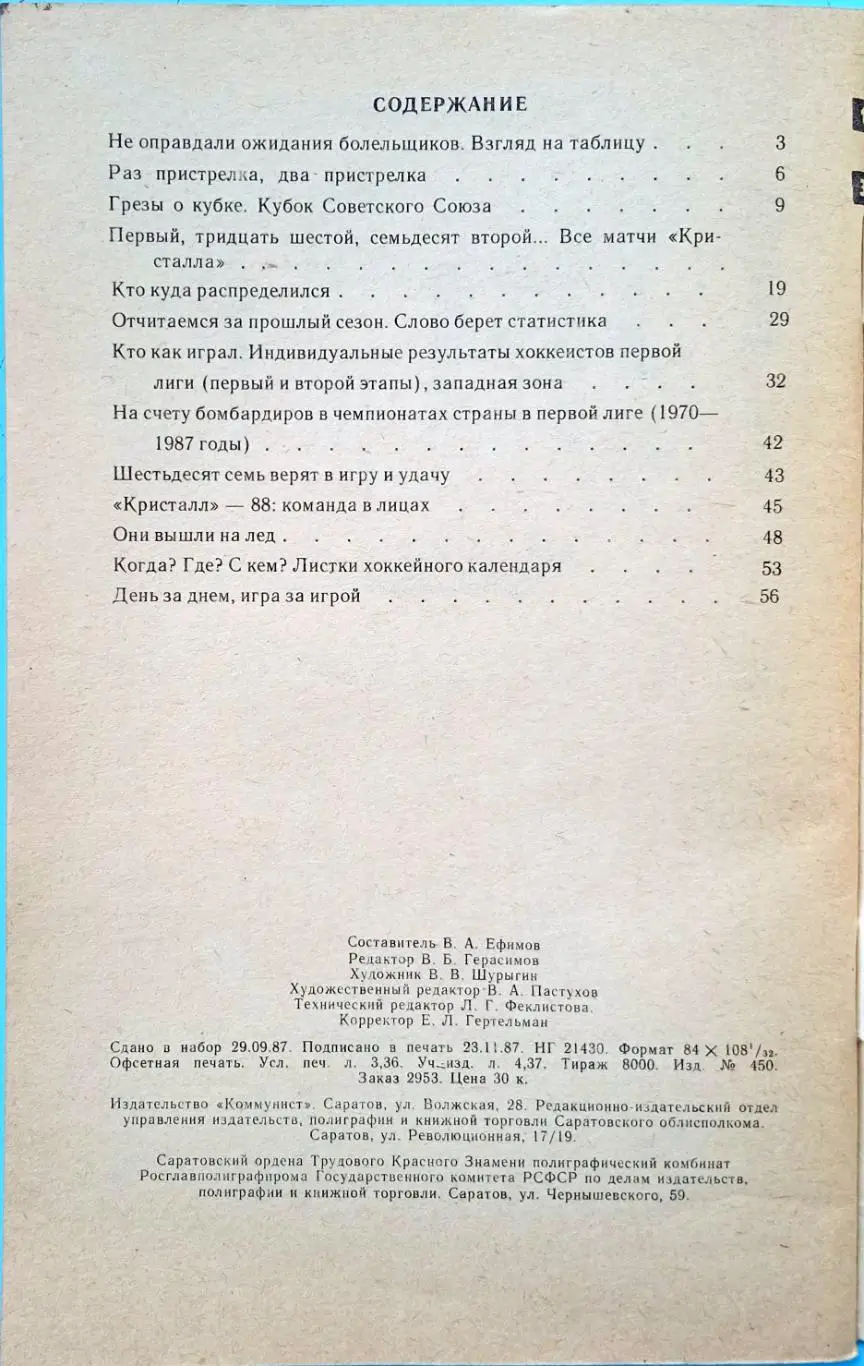 СОДЕРЖАНИЕ
Не оправдали ожидания болельщиков. Взгляд на таблицу . . . 3
Раз пристрелка, два пристрелка . . . . . . . . . 6
Грезы о кубке. Кубок Советского Союза . . . . . . . 9
Первый, тридцать шестой, семьдесят второй... Все матчи «Кри-
сталла» . . . . . . . . . . . . . . . .
Кто куда распределился . . . . . . . . . . . . . 19
Отчитаемся за прошлый сезон. Слово берет статистика . . . 29
Кто как играл. Индивидуальные результаты хоккеистов первой
лиги (первый и второй этапы), западная зона . . . . 32
На счету бомбардиров в чемпионатах страны в первой лиге (1970—
1987 годы) . . . . . . . . . . . . . . 42
Шестьдесят семь верят в игру и удачу . . . . . . . . 43
«Кристалл» — 88: команда в лицах . . . . . . . . 45
Они вышли на лед . . . . . . . . . . . . . . 48
Когда? Где? С кем? Листки хоккейного календаря . . . . 53
День за днем, игра за игрой . . . . . . . . . . . 56
Составитель В. А. Ефимов
Редактор В. Б. Герасимов
Художник В. В. Шурыгин
Художественный редактор В. А. Пастухов
Технический редактор Л. Г. Феклистова.
Корректор Е. Л. Гертельман
Сдано в набор 29.09.87. Подписано в печать 23.11.87. НГ 21430. Формат 84 X 108¹/₃₂.
Офсетная печать. Усл. печ. л. 3,36. Уч.-изд. л. 4,37. Тираж 8000. Изд. № 450.
Заказ 2953. Цена 30 к.
Издательство «Коммунист». Саратов, ул. Волжская, 28. Редакционно-издательский отдел
управления издательств, полиграфии и книжной торговли Саратовского облисполкома.
Саратов, ул. Революционная, 17/19.
Саратовский ордена Трудового Красного Знамени полиграфический комбинат
Росглавполиграфпрома Государственного комитета РСФСР по делам издательств,
полиграфии и книжной торговли. Саратов, ул. Чернышевского, 59.